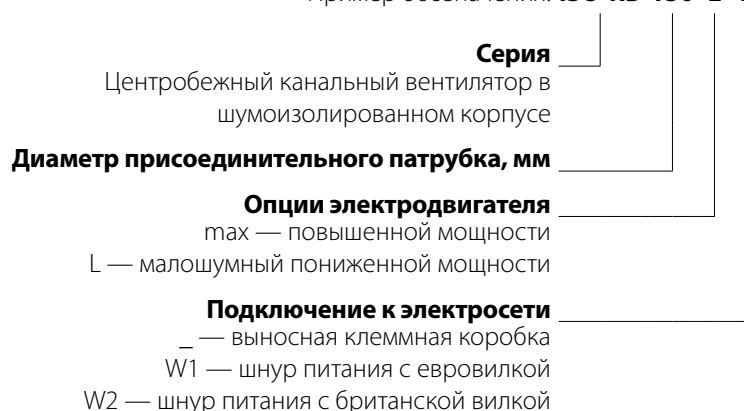 Серия
Центробежный канальный вентилятор в
шумоизолированном корпусе
Диаметр присоединительного патрубка, мм
Опции электродвигателя
max — повышенной мощности
L — малошумный пониженной мощности
Подключение к электросети
_ — выносная клеммная коробка
W1 — шнур питания с евровилкой
W2 — шнур питания с британской вилкой